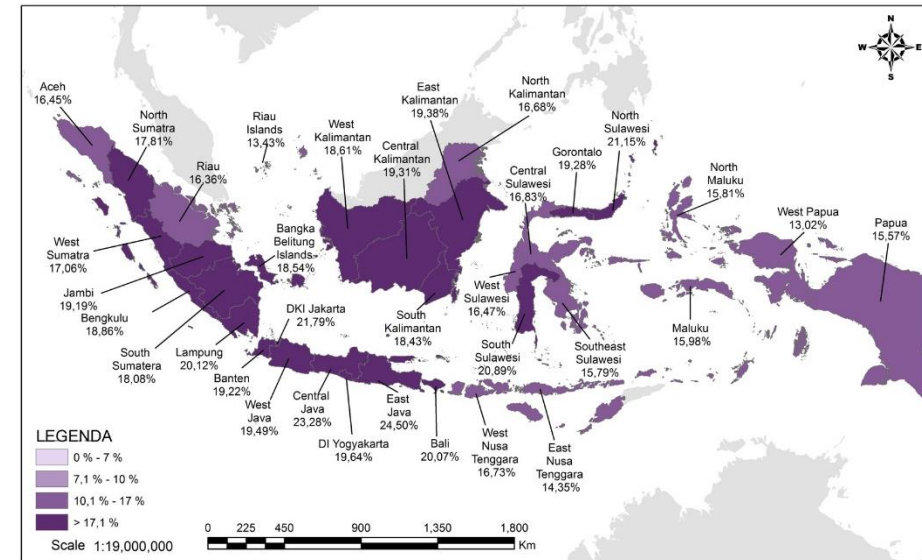 N
W E
S
Aceh
16,45%
North
Sumatra
17,81%
Riau
16,36%
Riau
Islands
13,43%
West
Kalimantan
18,61%
Central
Kalimantan
19,31%
East
Kalimantan
19,38%
North
Kalimantan
16,68%
Central
Sulawesi
16,83%
Gorontalo
19,28%
North
Sulawesi
21,15%
North
Maluku
15,81%
West Papua
13,02%
Papua
15,57%
West
Sumatra
17,06%
Jambi
19,19%
Bengkulu
18,86%
South
Sumatera
18,08%
Lampung
20,12%
Bangka
Belitung
Islands
18,54%
DKI Jakarta
21,79%
Banten
19,22%
West
Java
19,49%
Central
Java
23,28%
DI Yogyakarta
19,64%
East
Java
24,50%
Bali
20,07%
South
Kalimantan
18,43%
West
Sulawesi
16,47%
South
Sulawesi
20,89%
Southeast
Sulawesi
15,79%
Maluku
15,98%
West
Nusa
Tenggara
16,73%
East
Nusa
Tenggara
14,35%
LEGENDA
0 % - 7 %
7,1 % - 10 %
10,1 % - 17 %
> 17,1 %
Scale 1:19,000,000
0 225 450 900 1,350 1,800
Km